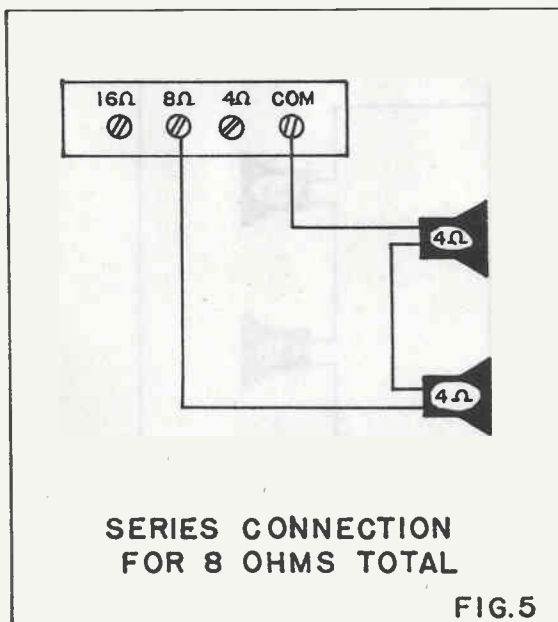 16Ω 8Ω 4Ω COM
4Ω
4Ω
SERIES CONNECTION
FOR 8 OHMS TOTAL
FIG.5